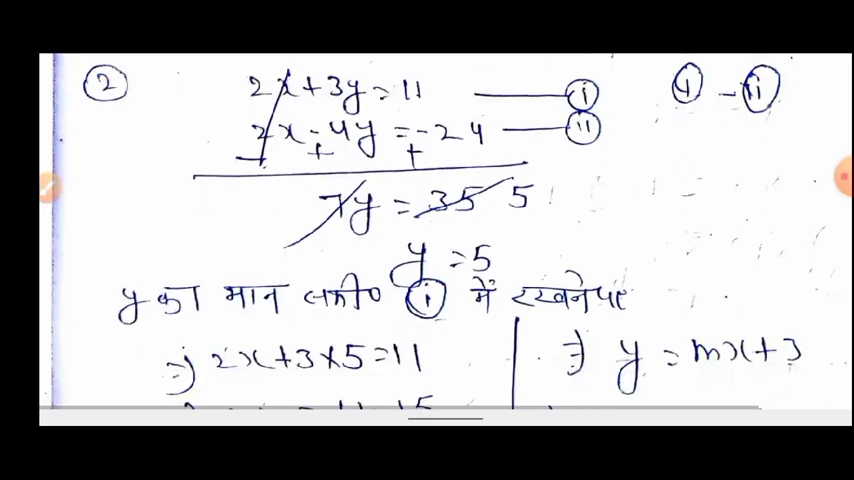 ② 2x+3y=11 —— ⓘ ⓘ - ⓘⓘ
2x-4y=-24 —— ⓘⓘ
- + +
7y = 35 5
y = 5
y का मान समी० ⓘ में रखने पर
⇒ 2x+3×5=11
⇒ y = mx+3